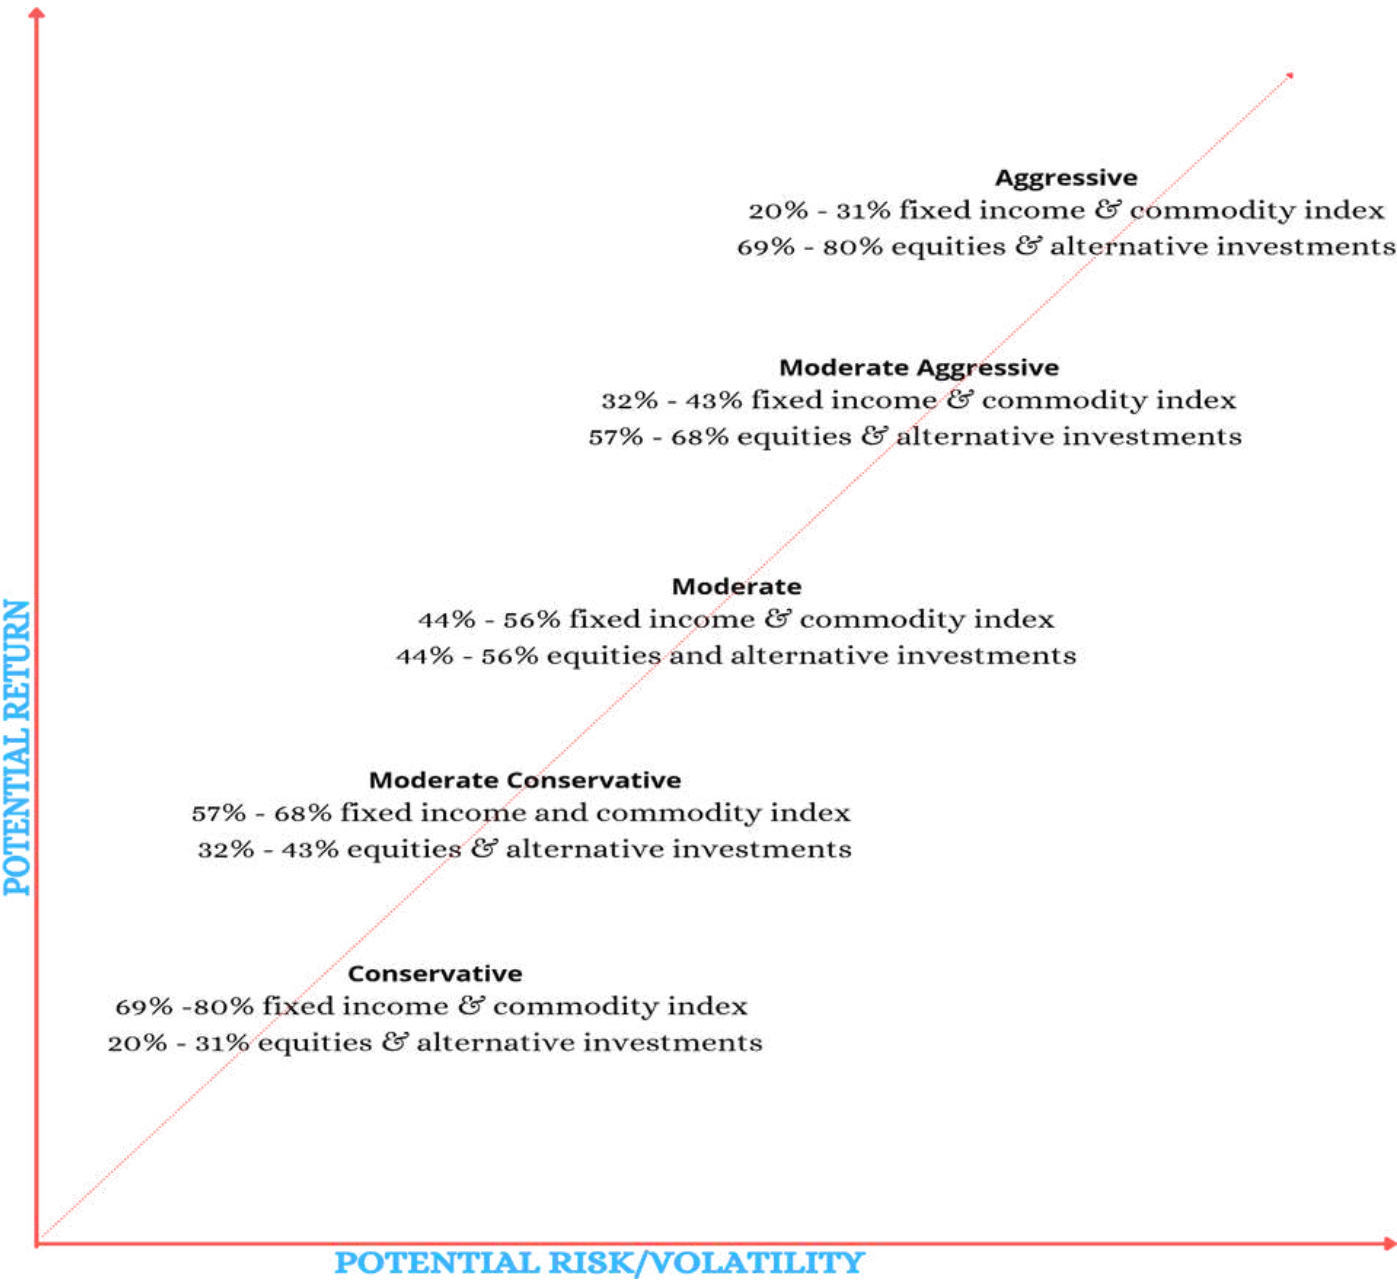 Aggressive
20% - 31% fixed income & commodity index
69% - 80% equities & alternative investments
Moderate Aggressive
32% - 43% fixed income & commodity index
57% - 68% equities & alternative investments
Moderate
44% - 56% fixed income & commodity index
44% - 56% equities and alternative investments
Moderate Conservative
57% - 68% fixed income and commodity index
32% - 43% equities & alternative investments
Conservative
69% -80% fixed income & commodity index
20% - 31% equities & alternative investments
POTENTIAL RETURN
POTENTIAL RISK/VOLATILITY